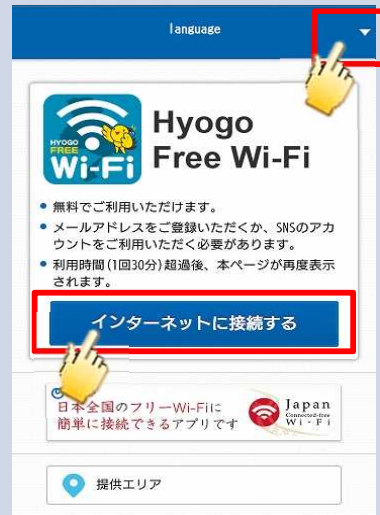 language
Hyogo
Free Wi-Fi
HYOGO
FREE
Wi-Fi
• 無料でご利用いただけます。
• メールアドレスをご登録いただくか、SNSのアカ
ウントをご利用いただく必要があります。
• 利用時間(1回30分)超過後、本ページが再度表示
されます。
インターネットに接続する
日本全国のフリーWi-Fiに
簡単に接続できるアプリです
Japan
Connected-free
Wi-Fi
提供エリア